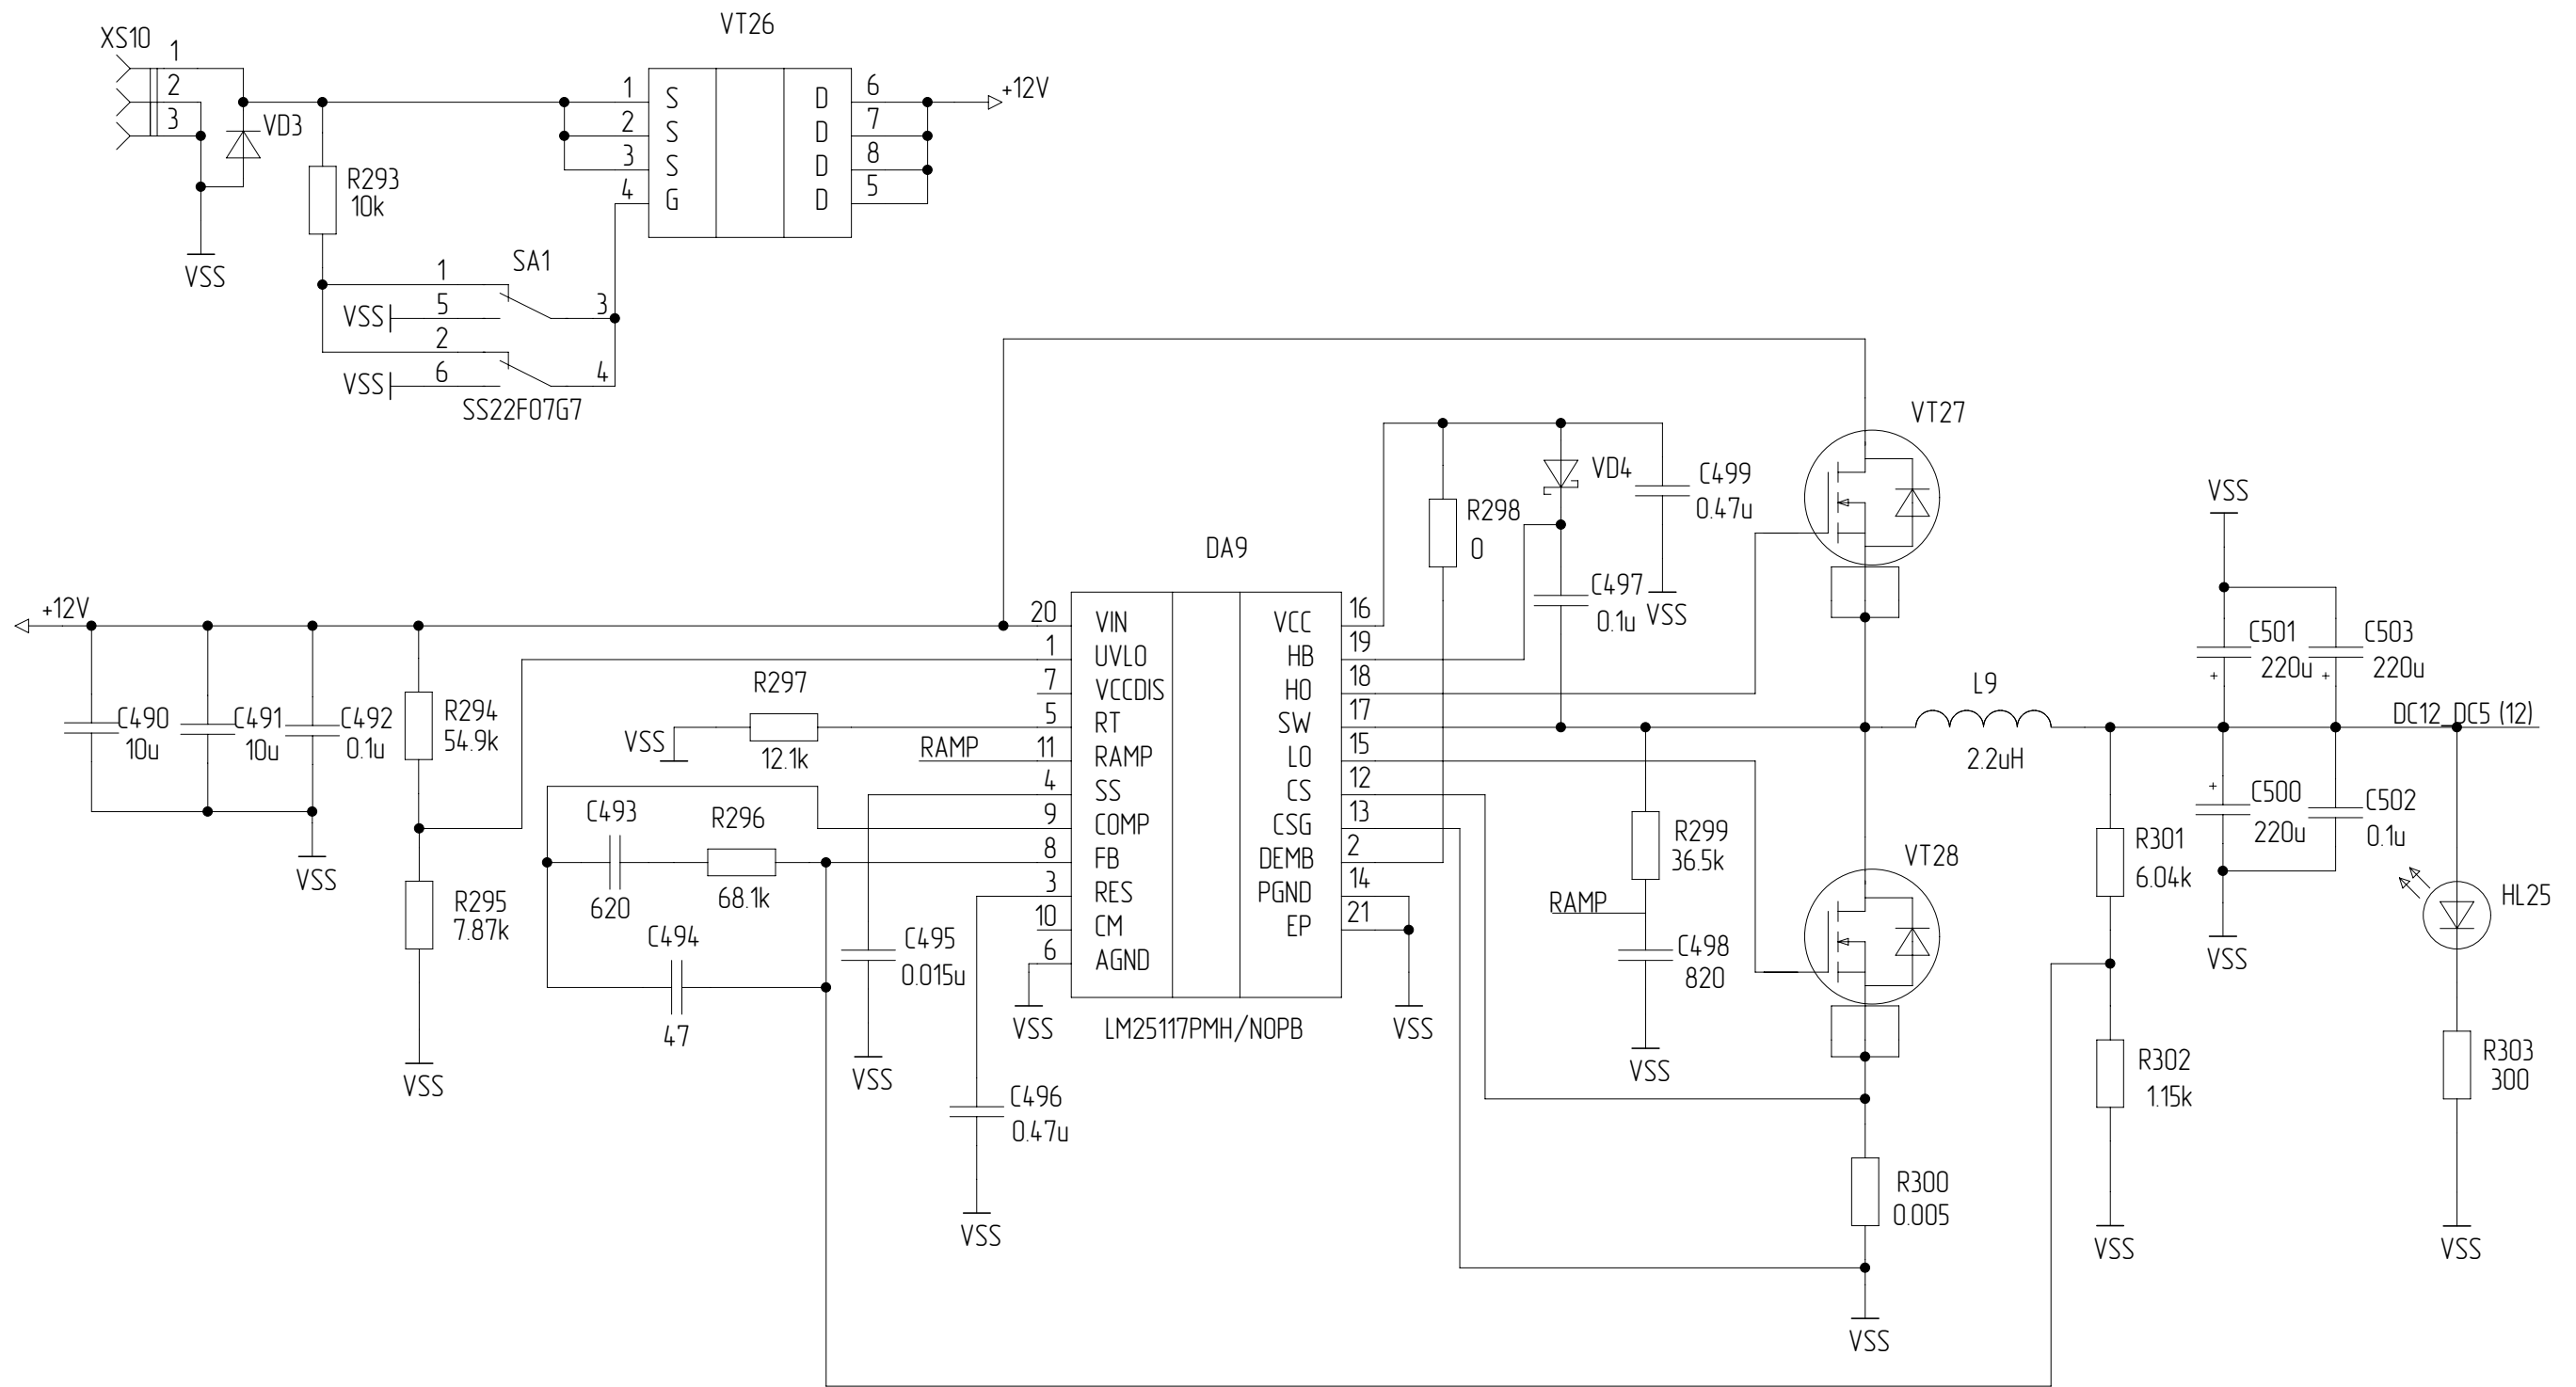 VT26
XS10
1
2
3
VD3
R293
10k
VSS
1 S D 6
2 S D 7
3 S D 8
4 G D 5
+12V
SA1
1
VSS 5 3
2
VSS 6 4
SS22F07G7
+12V
C490
10u
C491
10u
C492
0.1u
VSS
R294
54.9k
R295
7.87k
VSS
R297
12.1k
VSS
RAMP
C493
620
R296
68.1k
C494
47
C495
0.015u
VSS
C496
0.47u
VSS
DA9
20 VIN VCC 16
1 UVLO HB 19
7 VCCDIS HO 18
5 RT SW 17
11 RAMP LO 15
4 SS CS 12
9 COMP CSG 13
8 FB DEMB 2
3 RES PGND 14
10 CM EP 21
6 AGND
VSS
LM25117PMH/NOPB
VSS
R298
0
VD4
C499
0.47u
VSS
C497
0.1u
VT27
R299
36.5k
RAMP
C498
820
VSS
VT28
R300
0.005
VSS
L9
2.2uH
VSS
C501
220u
+
C503
220u
+
DC12_DC5 (12)
+
C500
220u
C502
0.1u
VSS
R301
6.04k
R302
1.15k
VSS
HL25
R303
300
VSS